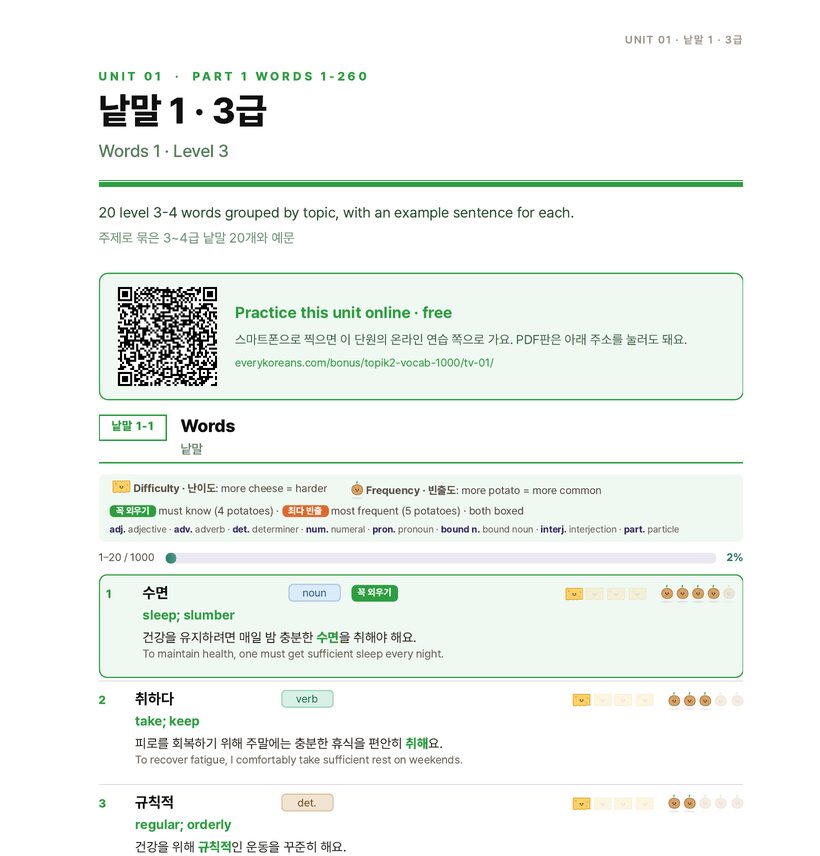 UNIT 01 · 낱말 1 · 3급
UNIT 01 · PART 1 WORDS 1-260
낱말 1 · 3급
Words 1 · Level 3
20 level 3-4 words grouped by topic, with an example sentence for each.
주제로 묶은 3~4급 낱말 20개와 예문
Practice this unit online · free
스마트폰으로 찍으면 이 단원의 온라인 연습 쪽으로 가요. PDF판은 아래 주소를 눌러도 돼요.
everykoreans.com/bonus/topik2-vocab-1000/tv-01/
낱말 1-1 Words
낱말
Difficulty · 난이도: more cheese = harder Frequency · 빈출도: more potato = more common
꼭 외우기 must know (4 potatoes) · 최다 빈출 most frequent (5 potatoes) · both boxed
adj. adjective · adv. adverb · det. determiner · num. numeral · pron. pronoun · bound n. bound noun · interj. interjection · part. particle
1–20 / 1000 2%
1 수면 noun 꼭 외우기
sleep; slumber
건강을 유지하려면 매일 밤 충분한 수면을 취해야 해요.
To maintain health, one must get sufficient sleep every night.
2 취하다 verb
take; keep
피로를 회복하기 위해 주말에는 충분한 휴식을 편안히 취해요.
To recover fatigue, I comfortably take sufficient rest on weekends.
3 규칙적 det.
regular; orderly
건강을 위해 규칙적인 운동을 꾸준히 해요.